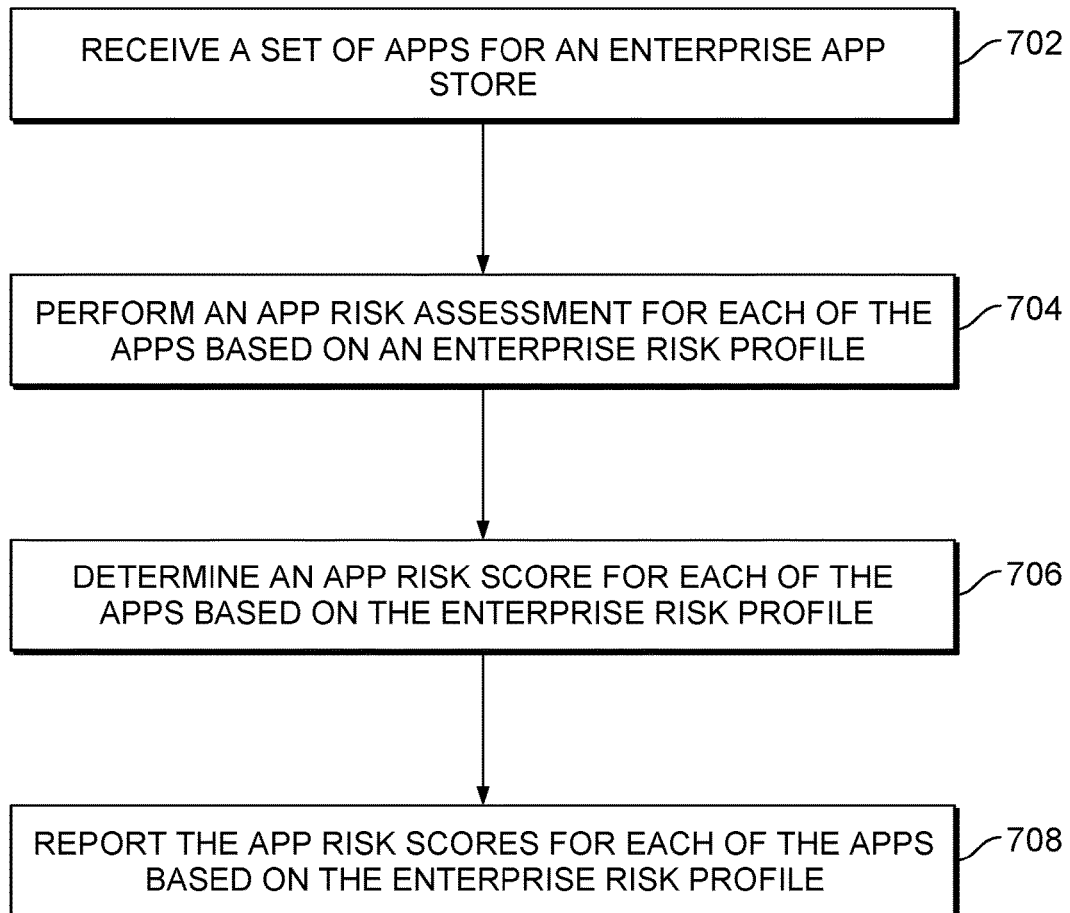 RECEIVE A SET OF APPS FOR AN ENTERPRISE APP
STORE
702
PERFORM AN APP RISK ASSESSMENT FOR EACH OF THE
APPS BASED ON AN ENTERPRISE RISK PROFILE
704
DETERMINE AN APP RISK SCORE FOR EACH OF THE
APPS BASED ON THE ENTERPRISE RISK PROFILE
706
REPORT THE APP RISK SCORES FOR EACH OF THE APPS
BASED ON THE ENTERPRISE RISK PROFILE
708